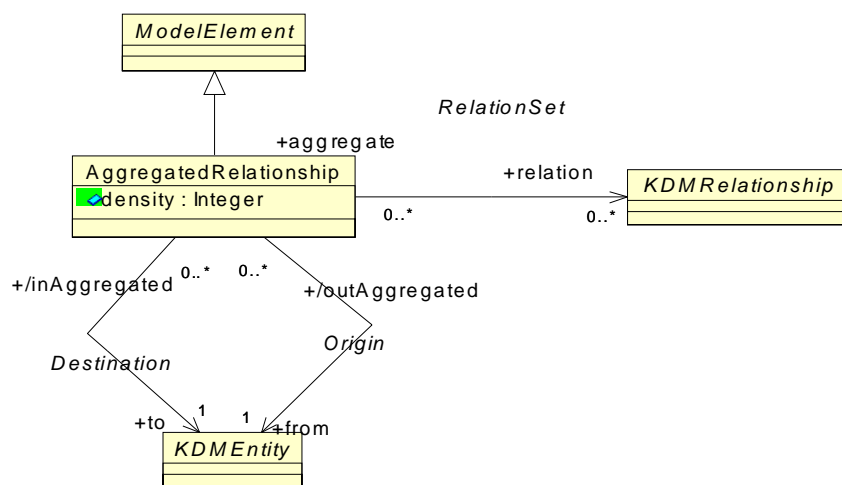 ModelElement
RelationSet
+aggregate
AggregatedRelationship
+relation
KDMRelationship
density : Integer
0..*
0..*
0..*
0..*
+/inAggregated
+/outAggregated
Origin
Destination
1
1
+to
+from
KDMEntity